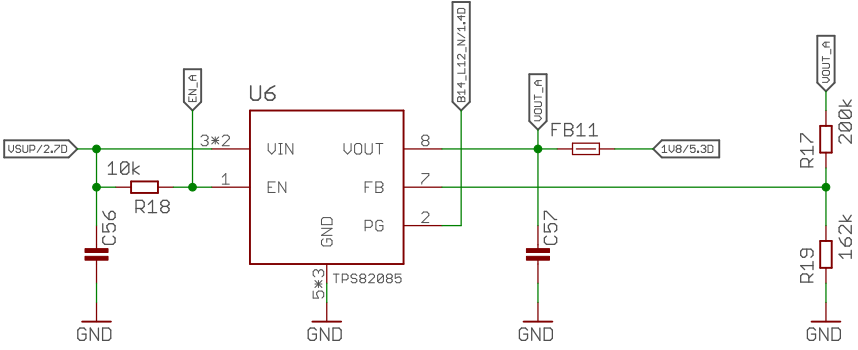 B14_L12_N/1.4D
EN_A
VOUT_A
VOUT_A
U6
FB11
200k
R17
VSUP/2.7D
3*2
VIN
VOUT
8
1V8/5.3D
10k
1
EN
FB
7
R18
C56
GND
PG
2
C57
162k
R19
5*3
TPS82085
GND
GND
GND
GND